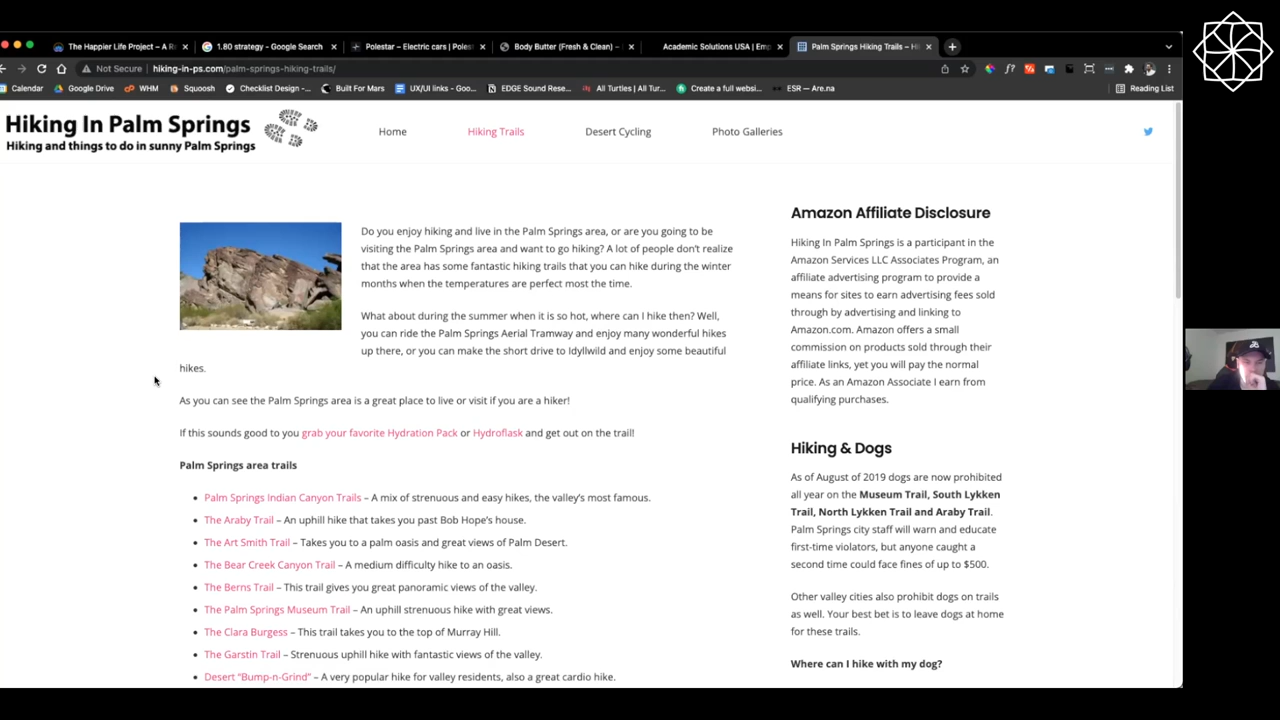 The Happier Life Project – A R
1.80 strategy - Google Search
Polestar – Electric cars | Poles
Body Butter (Fresh & Clean) –
Academic Solutions USA | Em
Palm Springs Hiking Trails – Hi
Not Secure | hiking-in-ps.com/palm-springs-hiking-trails/
Calendar Google Drive WHM Squoosh Checklist Design -... Built For Mars UX/UI links - Goo... EDGE Sound Rese... All Turtles | All Tur... Create a full websi... ESR — Are.na Reading List
Hiking In Palm Springs
Hiking and things to do in sunny Palm Springs
Home Hiking Trails Desert Cycling Photo Galleries
Do you enjoy hiking and live in the Palm Springs area, or are you going to be
visiting the Palm Springs area and want to go hiking? A lot of people don't realize
that the area has some fantastic hiking trails that you can hike during the winter
months when the temperatures are perfect most the time.
What about during the summer when it is so hot, where can I hike then? Well,
you can ride the Palm Springs Aerial Tramway and enjoy many wonderful hikes
up there, or you can make the short drive to Idyllwild and enjoy some beautiful
hikes.
As you can see the Palm Springs area is a great place to live or visit if you are a hiker!
If this sounds good to you grab your favorite Hydration Pack or Hydroflask and get out on the trail!
Palm Springs area trails
• Palm Springs Indian Canyon Trails – A mix of strenuous and easy hikes, the valley's most famous.
• The Araby Trail – An uphill hike that takes you past Bob Hope's house.
• The Art Smith Trail – Takes you to a palm oasis and great views of Palm Desert.
• The Bear Creek Canyon Trail – A medium difficulty hike to an oasis.
• The Berns Trail – This trail gives you great panoramic views of the valley.
• The Palm Springs Museum Trail – An uphill strenuous hike with great views.
• The Clara Burgess – This trail takes you to the top of Murray Hill.
• The Garstin Trail – Strenuous uphill hike with fantastic views of the valley.
• Desert "Bump-n-Grind" – A very popular hike for valley residents, also a great cardio hike.
Amazon Affiliate Disclosure
Hiking In Palm Springs is a participant in the
Amazon Services LLC Associates Program, an
affiliate advertising program to provide a
means for sites to earn advertising fees sold
through by advertising and linking to
Amazon.com. Amazon offers a small
commission on products sold through their
affiliate links, yet you will pay the normal
price. As an Amazon Associate I earn from
qualifying purchases.
Hiking & Dogs
As of August of 2019 dogs are now prohibited
all year on the Museum Trail, South Lykken
Trail, North Lykken Trail and Araby Trail.
Palm Springs city staff will warn and educate
first-time violators, but anyone caught a
second time could face fines of up to $500.
Other valley cities also prohibit dogs on trails
as well. Your best bet is to leave dogs at home
for these trails.
Where can I hike with my dog?